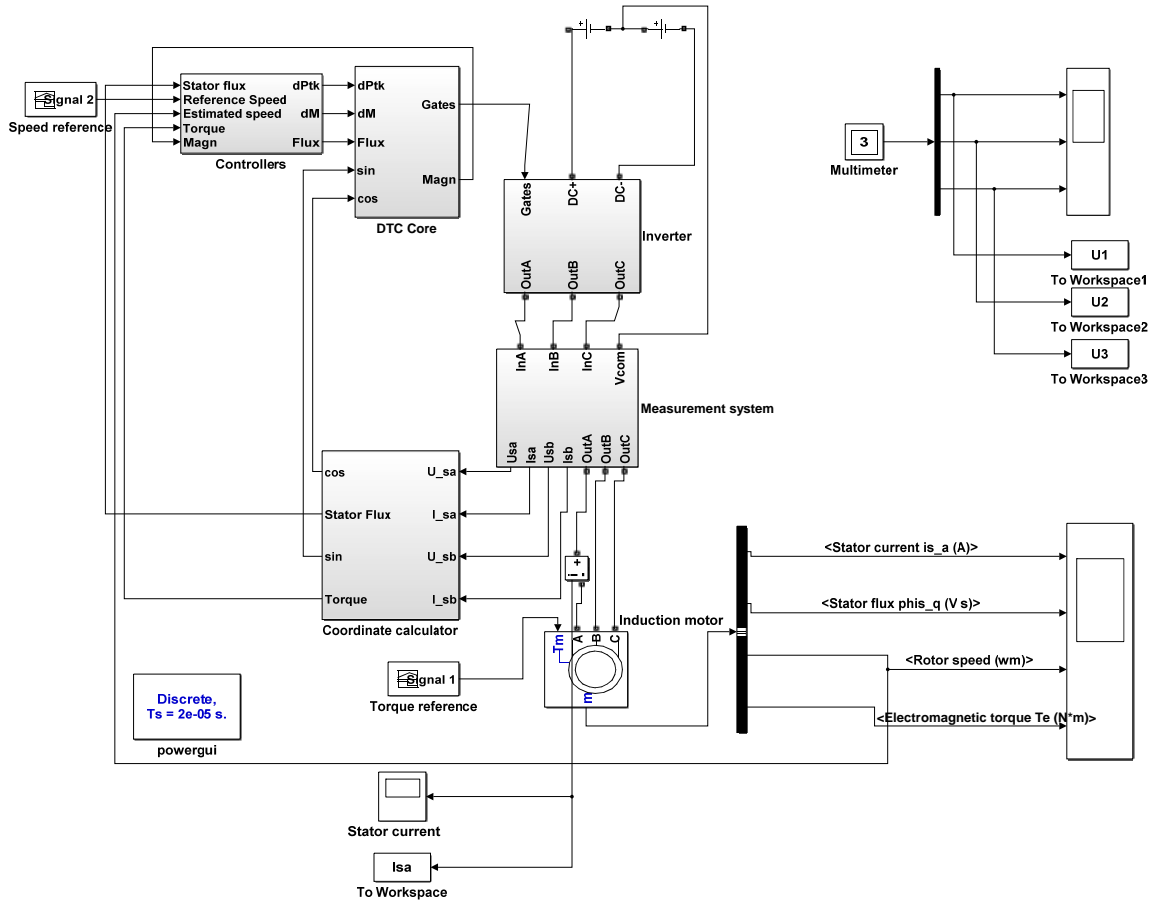 Signal 2
Speed reference
Stator flux
Reference Speed
Estimated speed
Torque
Magn
dPtk
dM
Flux
Controllers
dPtk
dM
Flux
sin
cos
Gates
Magn
DTC Core
+
+
Gates
DC+
DC-
OutA
OutB
OutC
Inverter
InA
InB
InC
Vcom
Usa
Isa
Usb
Isb
OutA
OutB
OutC
Measurement system
3
Multimeter
U1
To Workspace1
U2
To Workspace2
U3
To Workspace3
cos
Stator Flux
sin
Torque
U_sa
I_sa
U_sb
I_sb
Coordinate calculator
+
i -
Induction motor
Tm
A
B
C
m
Signal 1
Torque reference
Discrete,
Ts = 2e-05 s.
powergui
<Stator current is_a (A)>
<Stator flux phis_q (V s)>
<Rotor speed (wm)>
<Electromagnetic torque Te (N*m)>
Stator current
Isa
To Workspace